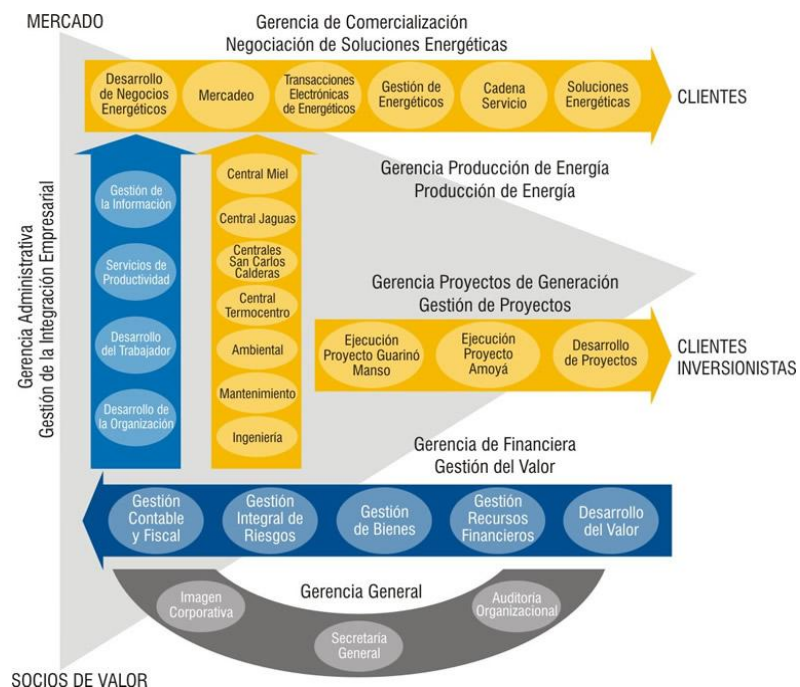 MERCADO
Gerencia de Comercialización
Negociación de Soluciones Energéticas
Desarrollo
de Negocios
Energéticos
Mercadeo
Transacciones
Electrónicas
de Energéticos
Gestión de
Energéticos
Cadena
Servicio
Soluciones
Energéticas
CLIENTES
Gerencia Administrativa
Gestión de la Integración Empresarial
Gestión de
la Información
Servicios de
Productividad
Desarrollo
del Trabajador
Desarrollo de
la Organización
Central Miel
Central Jaguas
Centrales
San Carlos
Calderas
Central
Termocentro
Ambiental
Mantenimiento
Ingeniería
Gerencia Producción de Energía
Producción de Energía
Gerencia Proyectos de Generación
Gestión de Proyectos
Ejecución
Proyecto Guarinó
Manso
Ejecución
Proyecto
Amoyá
Desarrollo
de Proyectos
CLIENTES
INVERSIONISTAS
Gerencia de Financiera
Gestión del Valor
Gestión
Contable
y Fiscal
Gestión
Integral de
Riesgos
Gestión
de Bienes
Gestión
Recursos
Financieros
Desarrollo
del Valor
Gerencia General
Imagen
Corporativa
Secretaría
General
Auditoría
Organizacional
SOCIOS DE VALOR